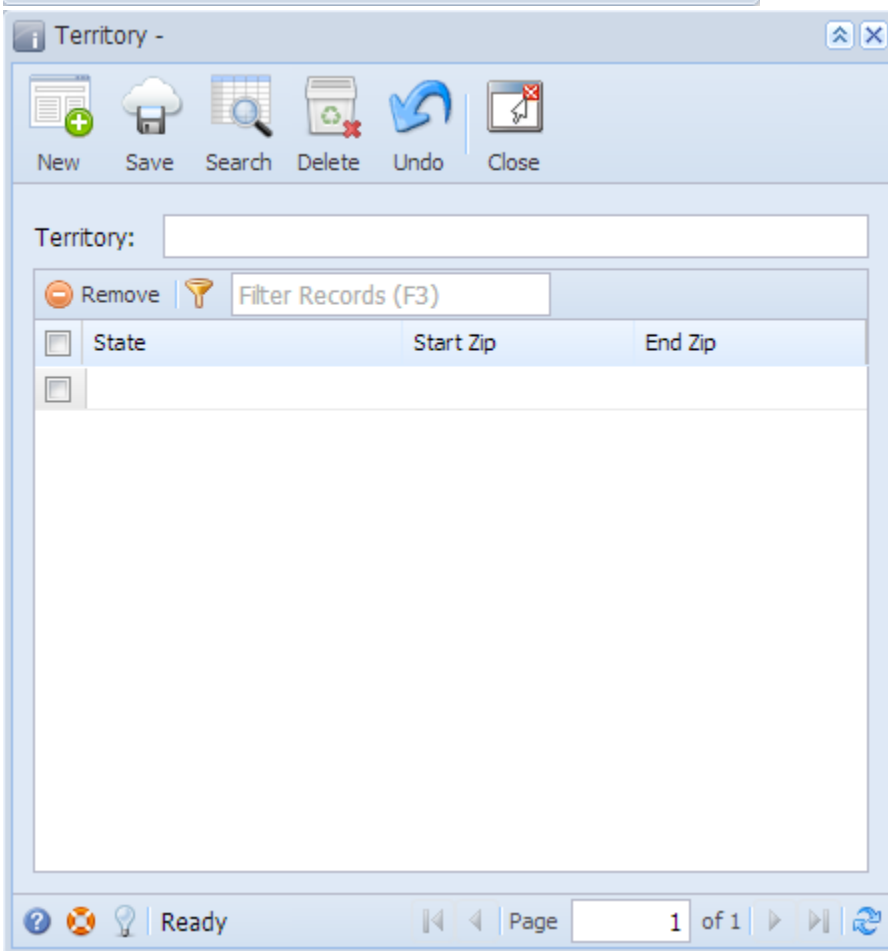 Territory -
New Save Search Delete Undo Close
Territory:
Remove Filter Records (F3)
State Start Zip End Zip
Ready Page 1 of 1